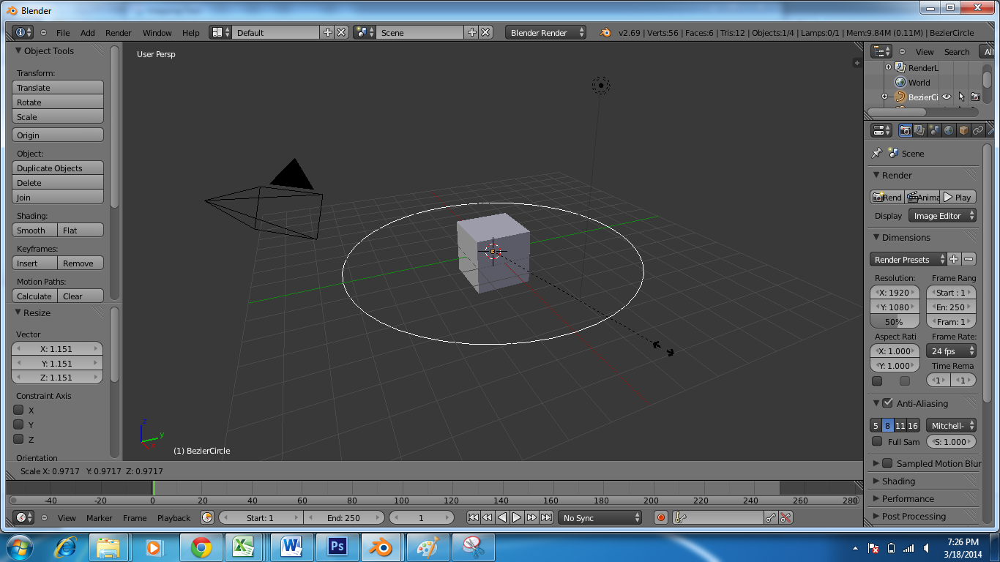 Blender
File Add Render Window Help Default Scene Blender Render v2.69 | Verts:56 | Faces:6 | Tris:12 | Objects:1/4 | Lamps:0/1 | Mem:9.84M (0.11M) | BezierCircle
Object Tools
Transform:
Translate
Rotate
Scale
Origin
Object:
Duplicate Objects
Delete
Join
Shading:
Smooth Flat
Keyframes:
Insert Remove
Motion Paths:
Calculate Clear
Resize
Vector
X: 1.151
Y: 1.151
Z: 1.151
Constraint Axis
X
Y
Z
Orientation
User Persp
z
y
x
(1) BezierCircle
Scale X: 0.9717 Y: 0.9717 Z: 0.9717
View Search All
RenderL
World
BezierCi
Scene
Render
Rend Anima Play
Display Image Editor
Dimensions
Render Presets
Resolution: Frame Rang
X: 1920 Start : 1
Y: 1080 En: 250
50% Fram: 1
Aspect Rati Frame Rate:
X: 1.000 24 fps
Y: 1.000 Time Rema
1 1
Anti-Aliasing
5 8 11 16 Mitchell-
Full Sam S: 1.000
Sampled Motion Blur
Shading
Performance
Post Processing
-40 -20 0 20 40 60 80 100 120 140 160 180 200 220 240 260 280
View Marker Frame Playback Start: 1 End: 250 1 No Sync
7:26 PM
3/18/2014